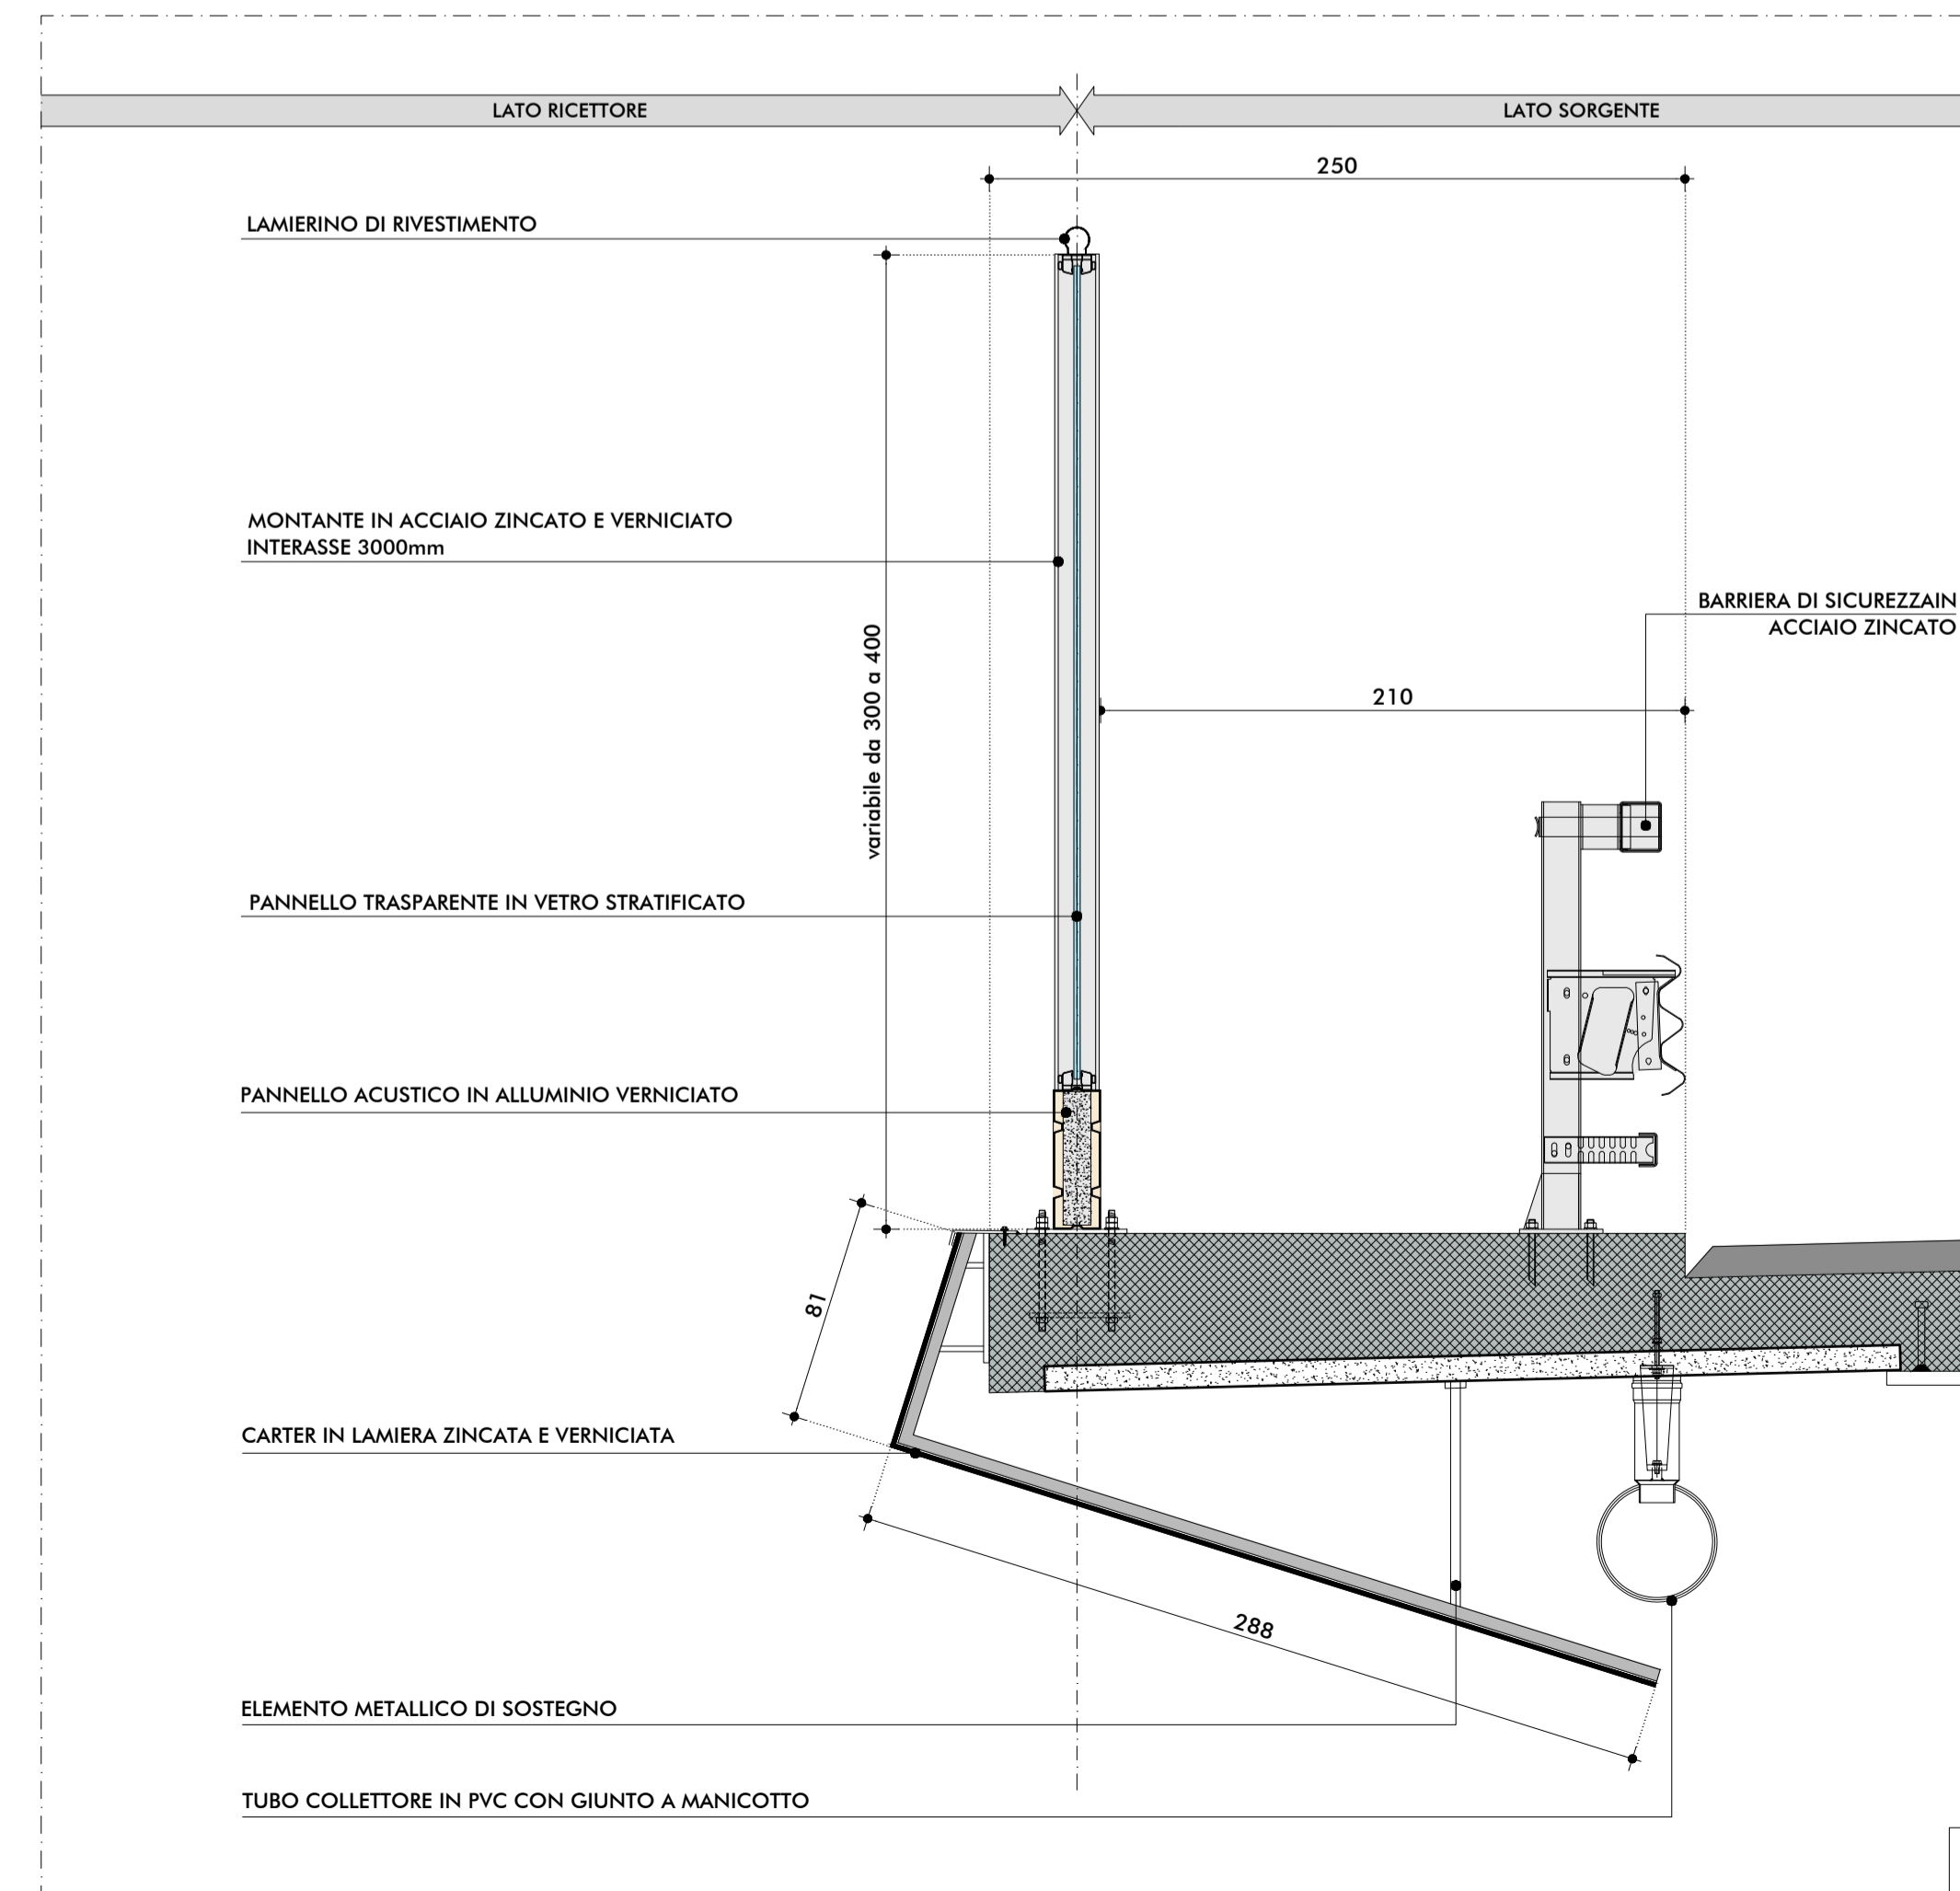 LATO RICETTORE
LATO SORGENTE
250
LAMIERINO DI RIVESTIMENTO
MONTANTE IN ACCIAIO ZINCATO E VERNICIATO
INTERASSE 3000mm
BARRIERA DI SICUREZZAIN
ACCIAIO ZINCATO
variabile da 300 a 400
210
PANNELLO TRASPARENTE IN VETRO STRATIFICATO
PANNELLO ACUSTICO IN ALLUMINIO VERNICIATO
81
CARTER IN LAMIERA ZINCATA E VERNICIATA
288
ELEMENTO METALLICO DI SOSTEGNO
TUBO COLLETTORE IN PVC CON GIUNTO A MANICOTTO